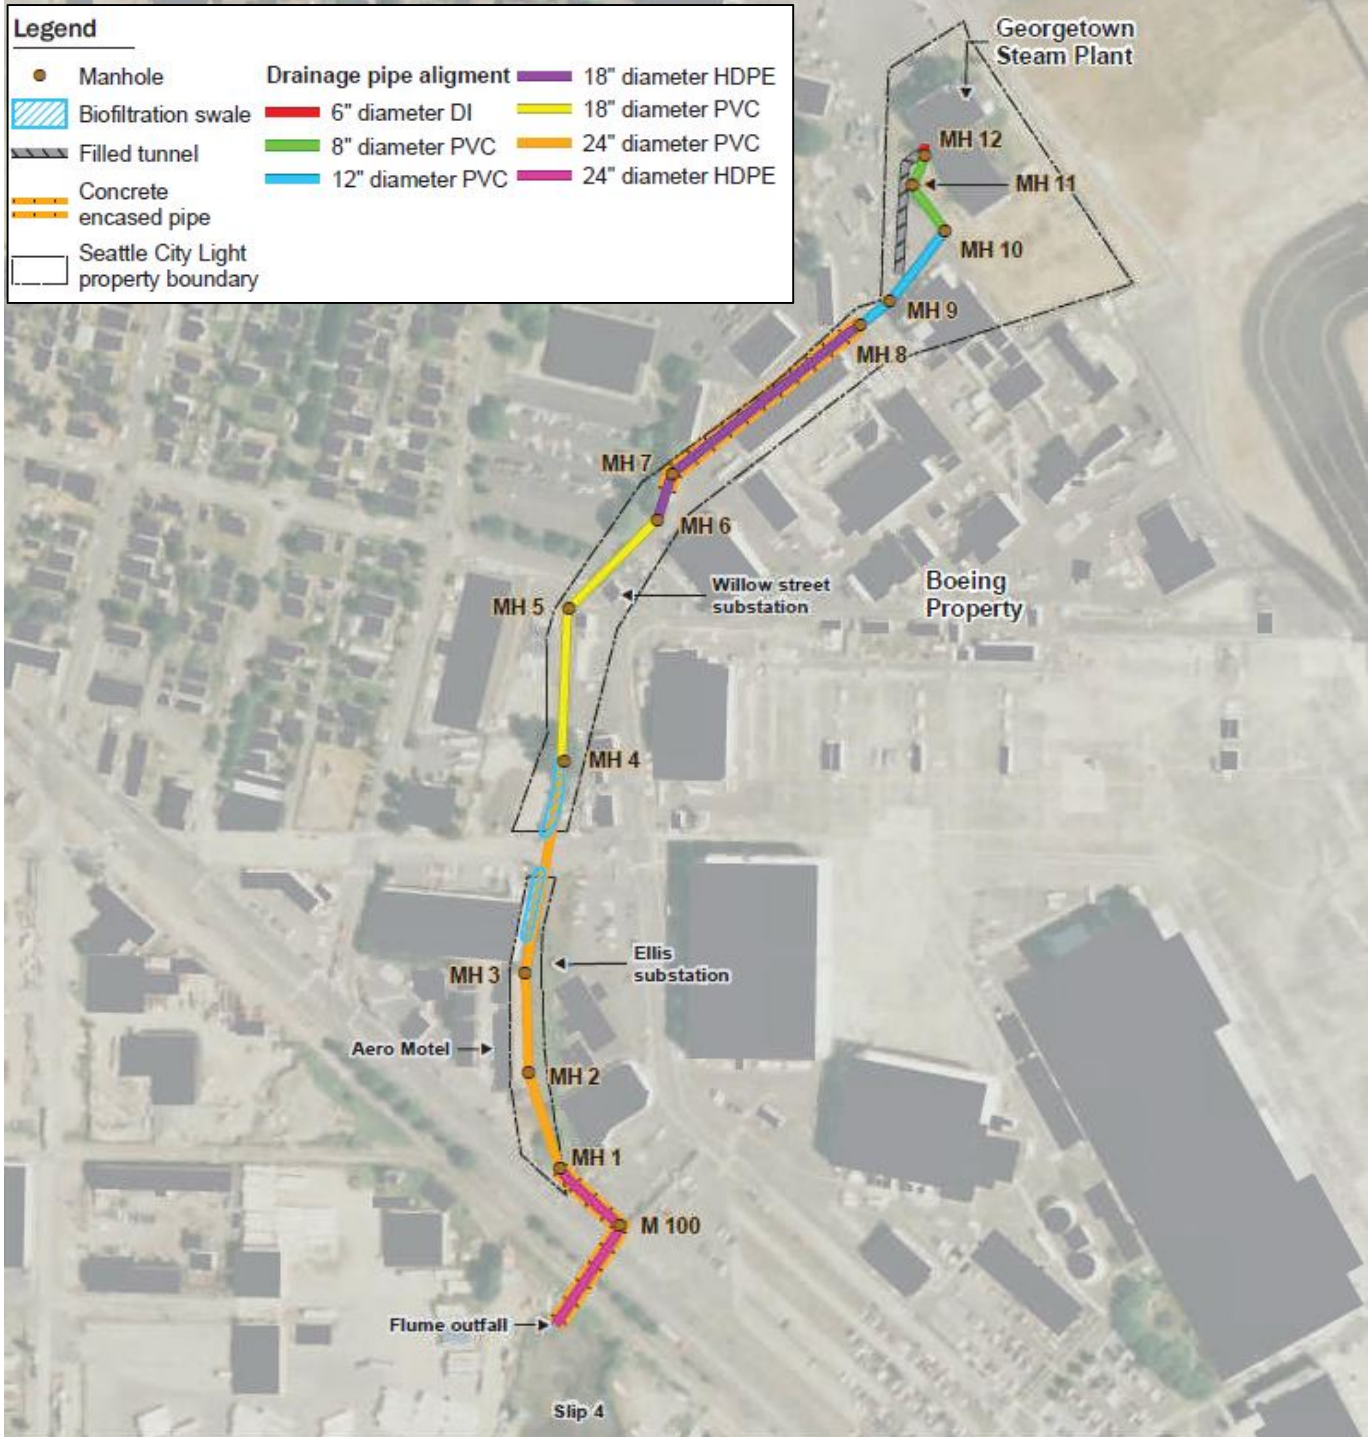 Legend
Manhole
Biofiltration swale
Filled tunnel
Concrete
encased pipe
Seattle City Light
property boundary
Drainage pipe aligment
6" diameter DI
8" diameter PVC
12" diameter PVC
18" diameter HDPE
18" diameter PVC
24" diameter PVC
24" diameter HDPE
Georgetown
Steam Plant
MH 12
MH 11
MH 10
MH 9
MH 8
MH 7
MH 6
Willow street
substation
Boeing
Property
MH 5
MH 4
Ellis
substation
MH 3
Aero Motel
MH 2
MH 1
M 100
Flume outfall
Slip 4